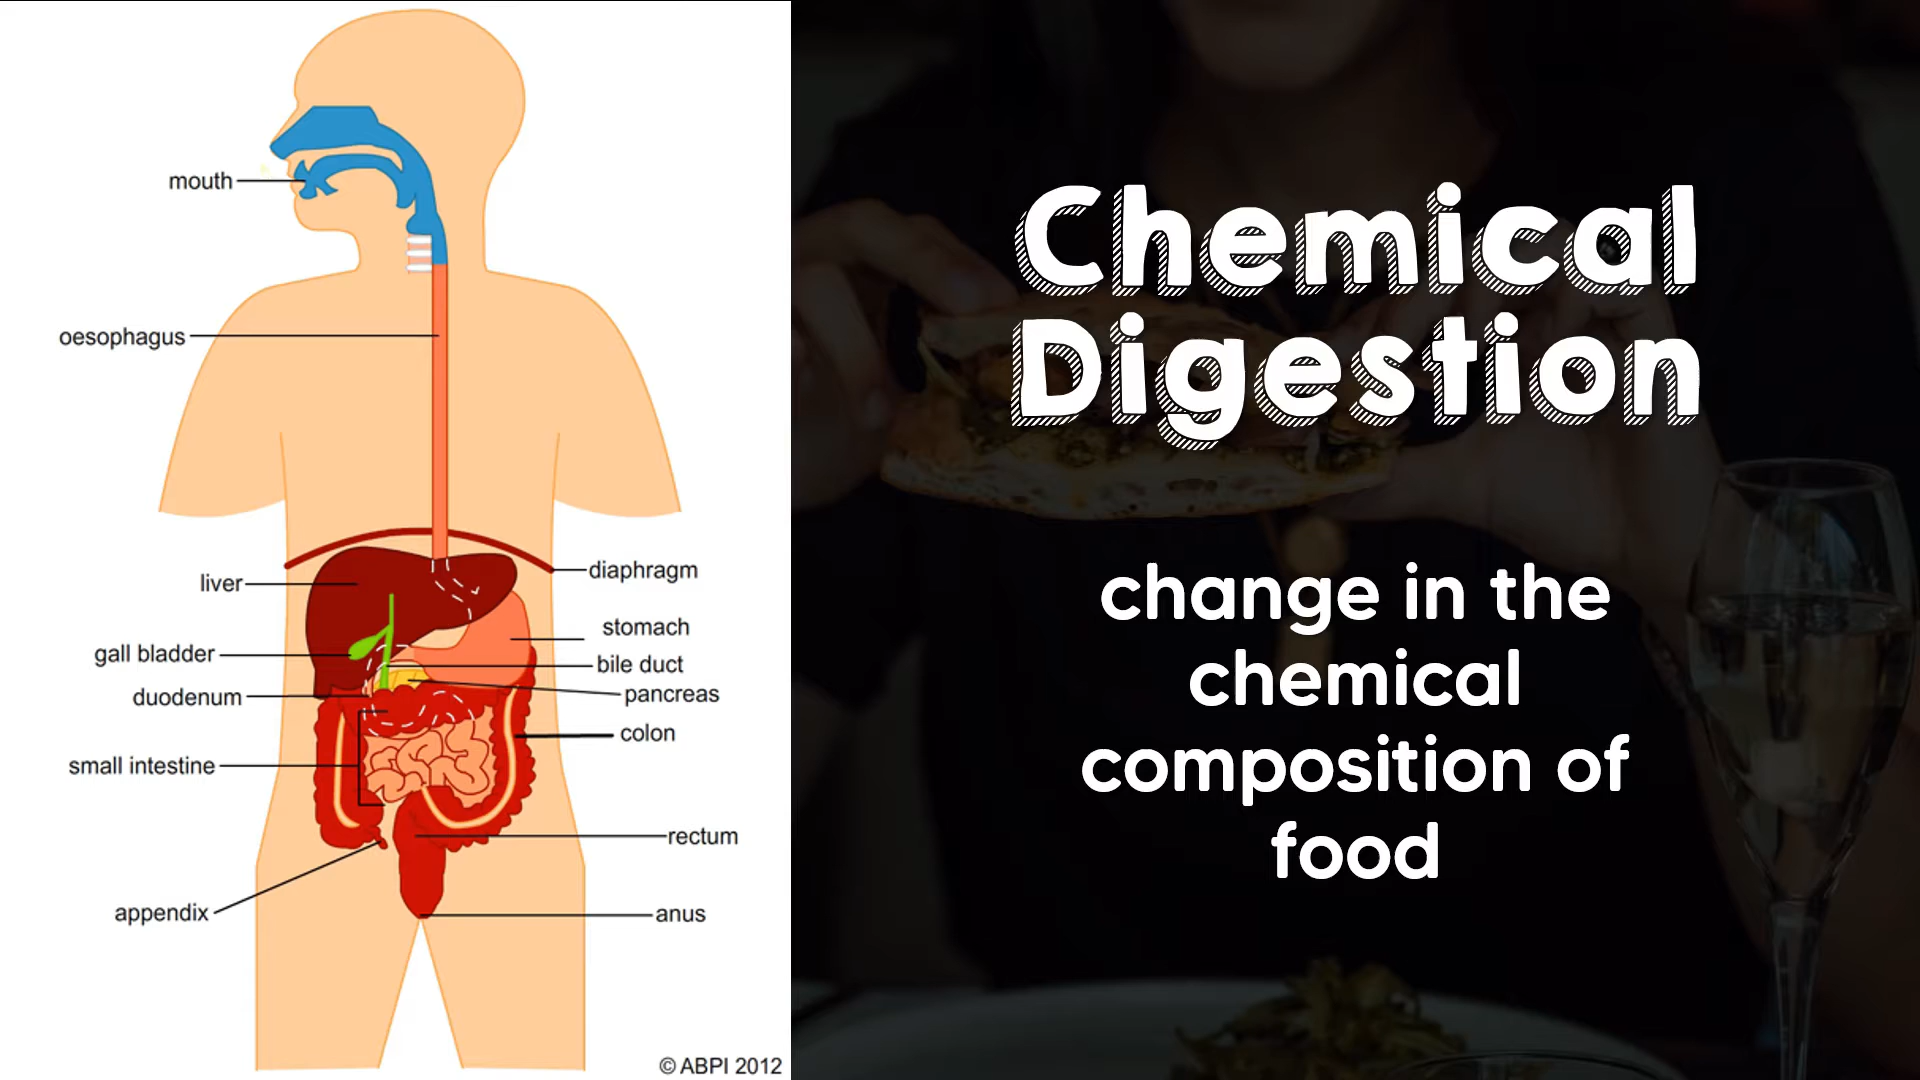 mouth
oesophagus
liver
diaphragm
stomach
gall bladder
bile duct
duodenum
pancreas
colon
small intestine
rectum
appendix
anus
© ABPI 2012
Chemical
Digestion
change in the
chemical
composition of
food